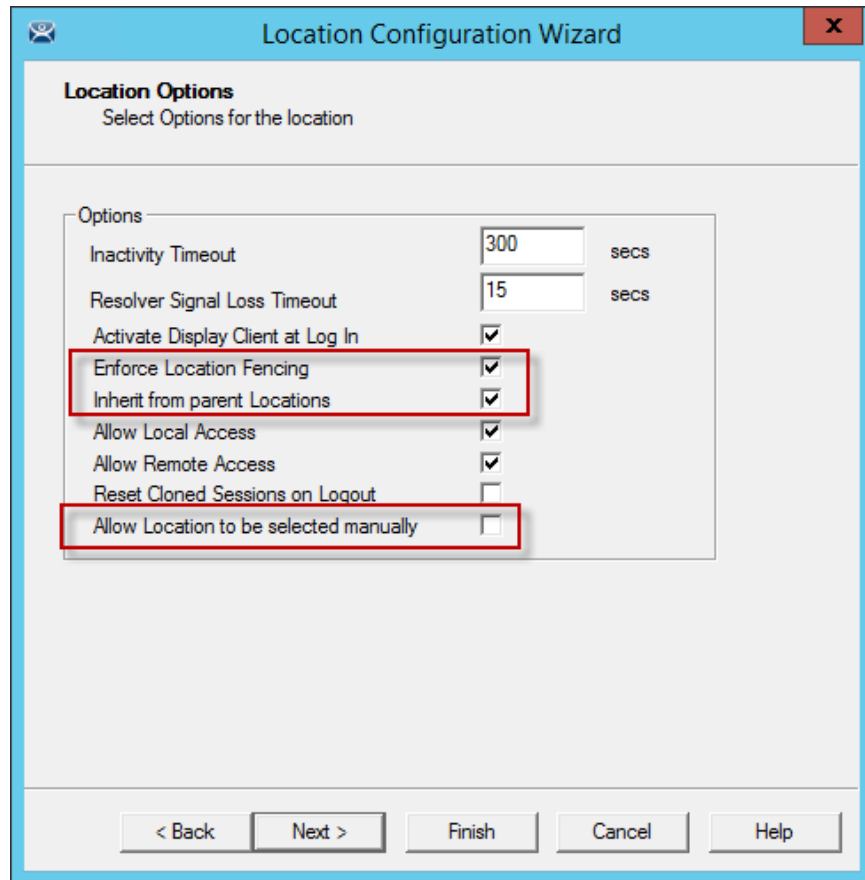 Location Configuration Wizard
x
Location Options
Select Options for the location
Options
Inactivity Timeout 300 secs
Resolver Signal Loss Timeout 15 secs
Activate Display Client at Log In
Enforce Location Fencing
Inherit from parent Locations
Allow Local Access
Allow Remote Access
Reset Cloned Sessions on Logout
Allow Location to be selected manually
< Back Next > Finish Cancel Help